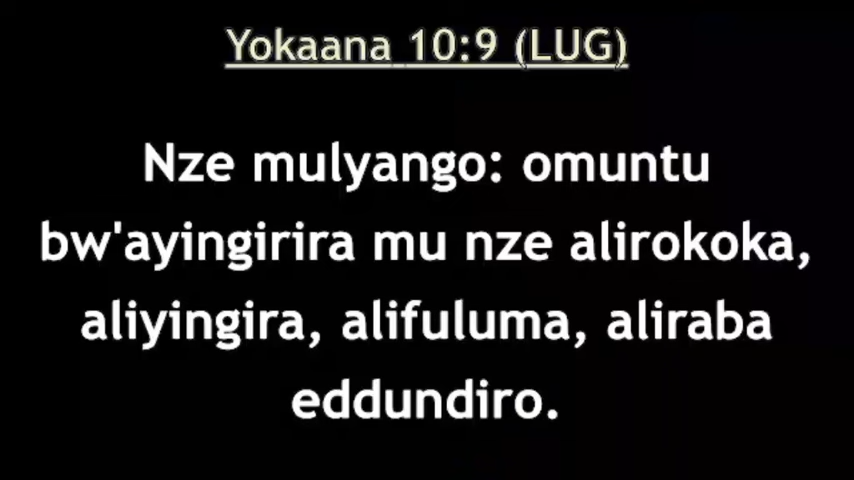 Yokaana 10:9 (LUG)
Nze mulyango: omuntu
bw'ayingirira mu nze alirokoka,
aliyingira, alifuluma, aliraba
eddundiro.